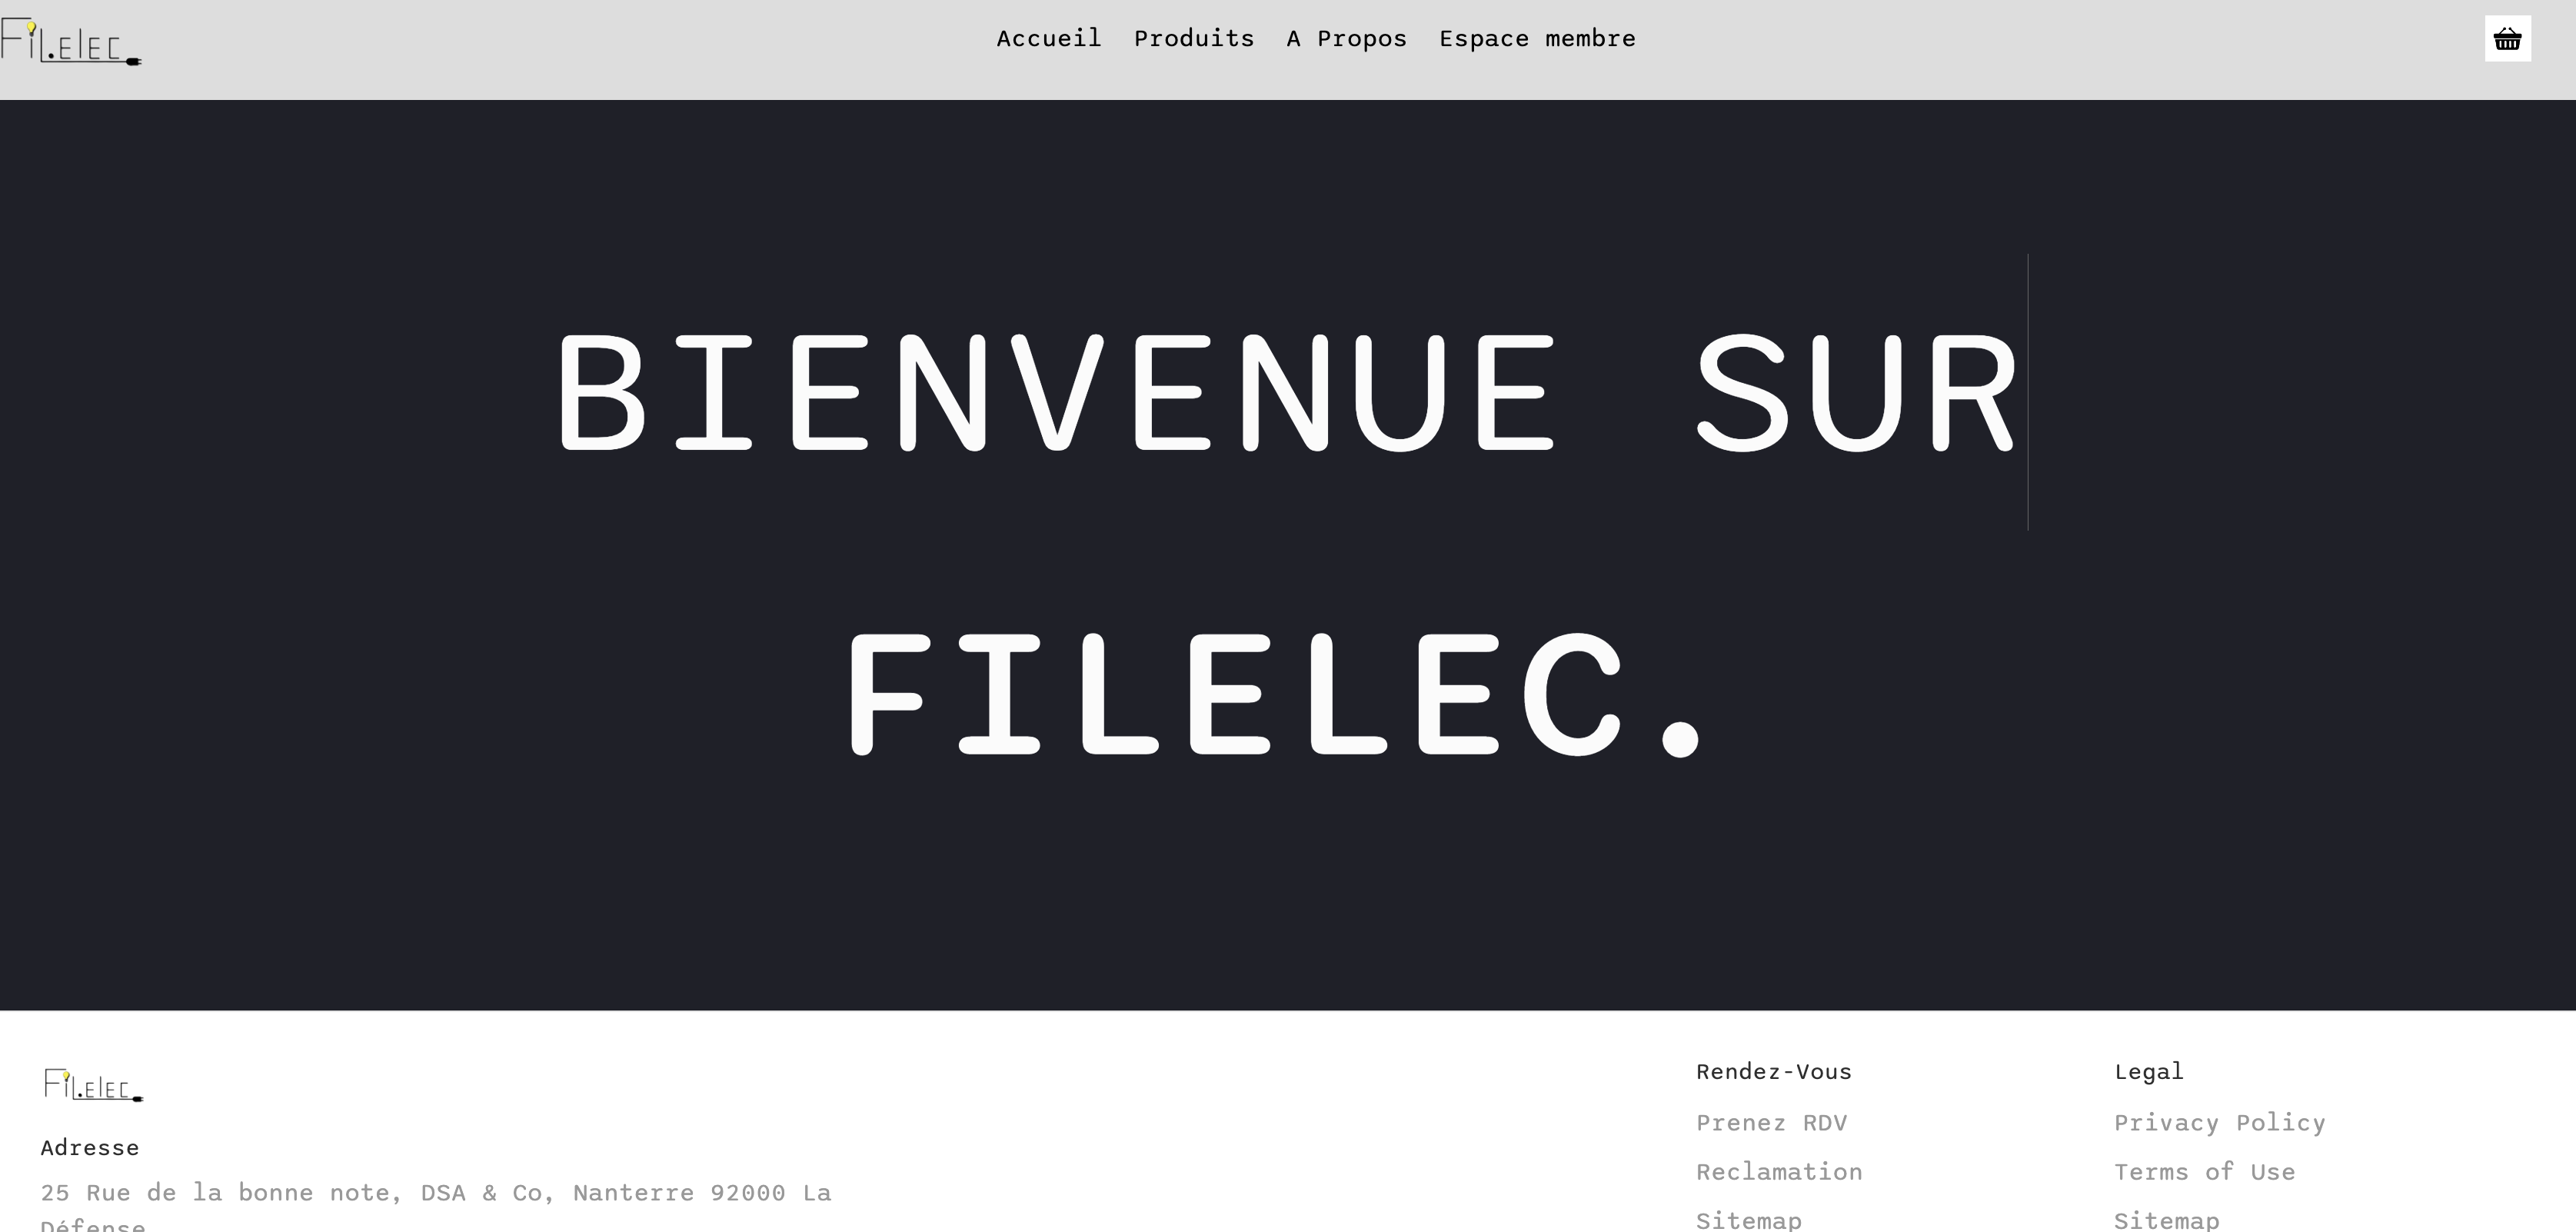 Fil.elec
Accueil Produits A Propos Espace membre
BIENVENUE SUR
FILELEC.
Fil.elec
Adresse
25 Rue de la bonne note, DSA & Co, Nanterre 92000 La
Défense
Rendez-Vous
Prenez RDV
Reclamation
Sitemap
Legal
Privacy Policy
Terms of Use
Sitemap